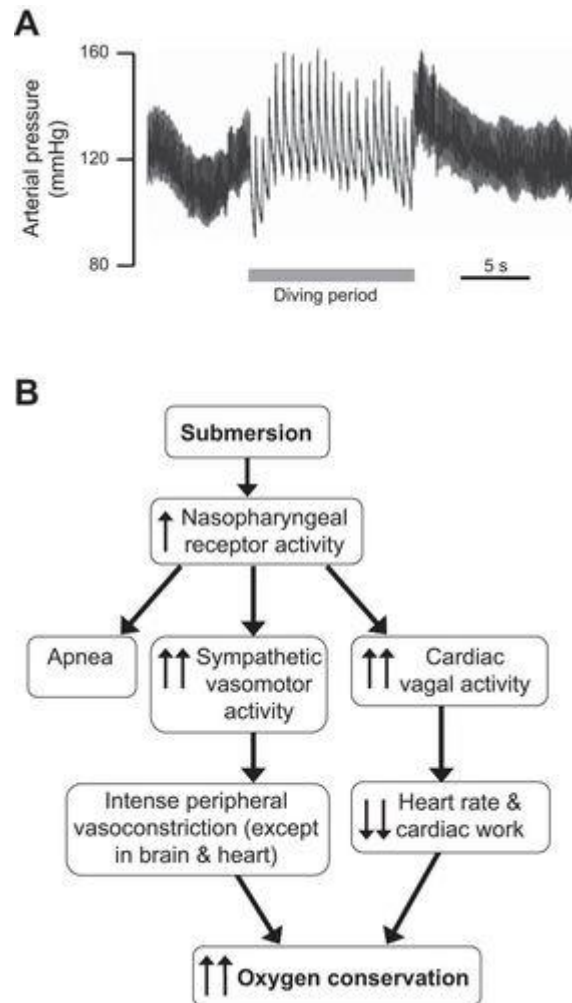 A
160
120
80
Arterial pressure
(mmHg)
5 s
Diving period
B
Submersion
↑ Nasopharyngeal
receptor activity
Apnea
↑↑ Sympathetic
vasomotor
activity
↑↑ Cardiac
vagal activity
Intense peripheral
vasoconstriction (except
in brain & heart)
↓↓ Heart rate &
cardiac work
↑↑ Oxygen conservation